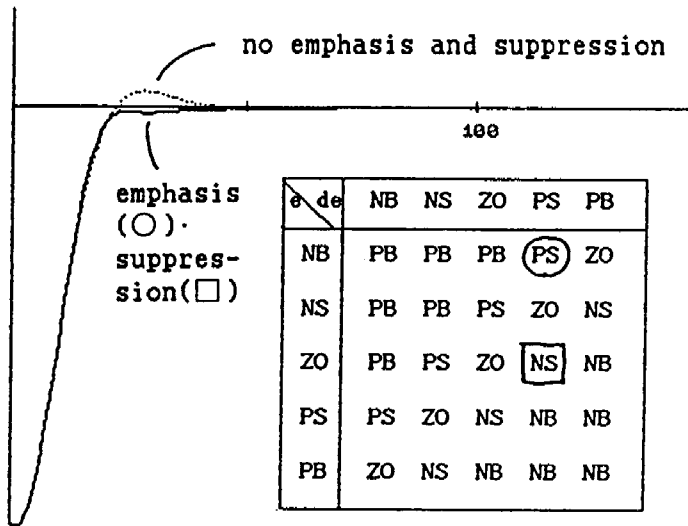 no emphasis and suppression
100
emphasis
(○)·
suppres-
sion(□)
e de NB NS ZO PS PB
NB PB PB PB PS ZO
NS PB PB PS ZO NS
ZO PB PS ZO NS NB
PS PS ZO NS NB NB
PB ZO NS NB NB NB